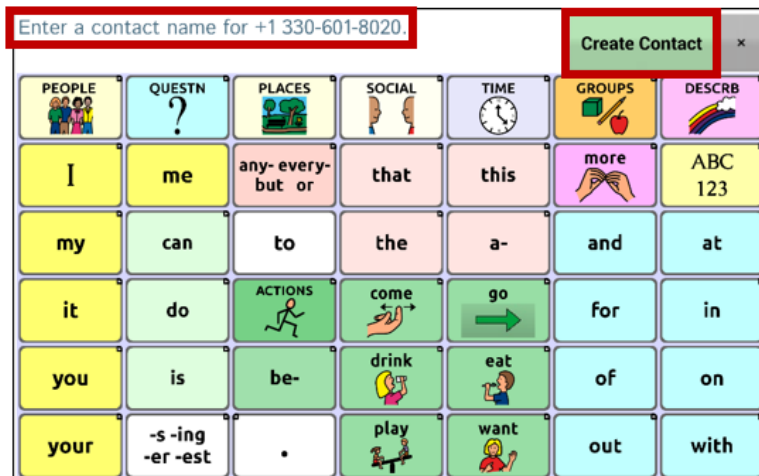 Enter a contact name for +1 330-601-8020.
Create Contact ×
PEOPLE QUESTN PLACES SOCIAL TIME GROUPS DESCRB
?
I me any- every- that this more ABC
but or 123
my can to the a- and at
it do ACTIONS come go for in
you is be- drink eat of on
your -s -ing . play want out with
-er -est